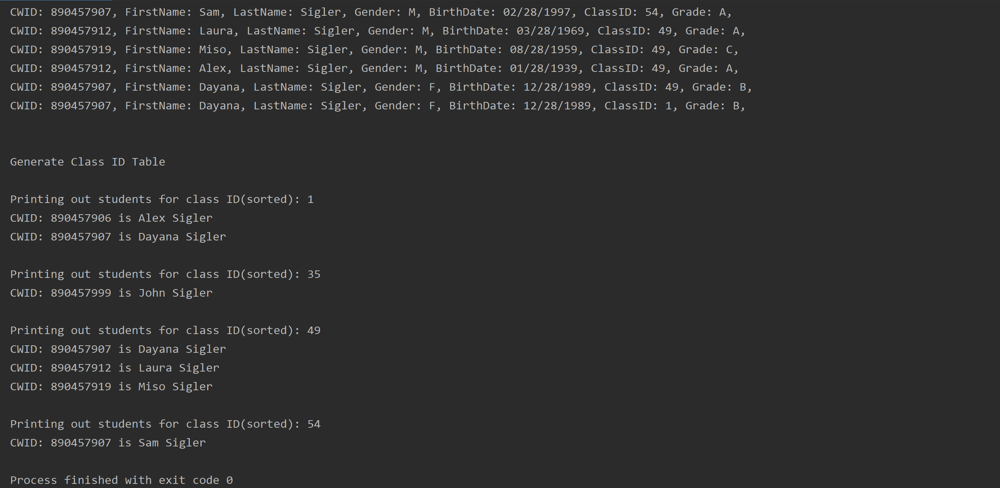 CWID: 890457907, FirstName: Sam, LastName: Sigler, Gender: M, BirthDate: 02/28/1997, ClassID: 54, Grade: A,
CWID: 890457912, FirstName: Laura, LastName: Sigler, Gender: M, BirthDate: 03/28/1969, ClassID: 49, Grade: A,
CWID: 890457919, FirstName: Miso, LastName: Sigler, Gender: M, BirthDate: 08/28/1959, ClassID: 49, Grade: C,
CWID: 890457912, FirstName: Alex, LastName: Sigler, Gender: M, BirthDate: 01/28/1939, ClassID: 49, Grade: A,
CWID: 890457907, FirstName: Dayana, LastName: Sigler, Gender: F, BirthDate: 12/28/1989, ClassID: 49, Grade: B,
CWID: 890457907, FirstName: Dayana, LastName: Sigler, Gender: F, BirthDate: 12/28/1989, ClassID: 1, Grade: B,
Generate Class ID Table
Printing out students for class ID(sorted): 1
CWID: 890457906 is Alex Sigler
CWID: 890457907 is Dayana Sigler
Printing out students for class ID(sorted): 35
CWID: 890457999 is John Sigler
Printing out students for class ID(sorted): 49
CWID: 890457907 is Dayana Sigler
CWID: 890457912 is Laura Sigler
CWID: 890457919 is Miso Sigler
Printing out students for class ID(sorted): 54
CWID: 890457907 is Sam Sigler
Process finished with exit code 0